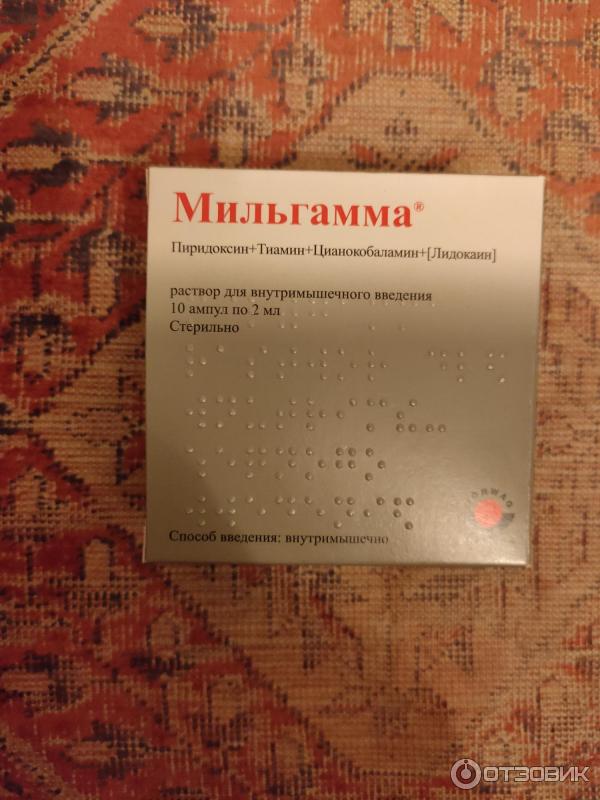 Мильгамма®
Пиридоксин+Тиамин+Цианокобаламин+[Лидокаин]
раствор для внутримышечного введения
10 ампул по 2 мл
Стерильно
Способ введения: внутримышечно
ОТЗОВИК